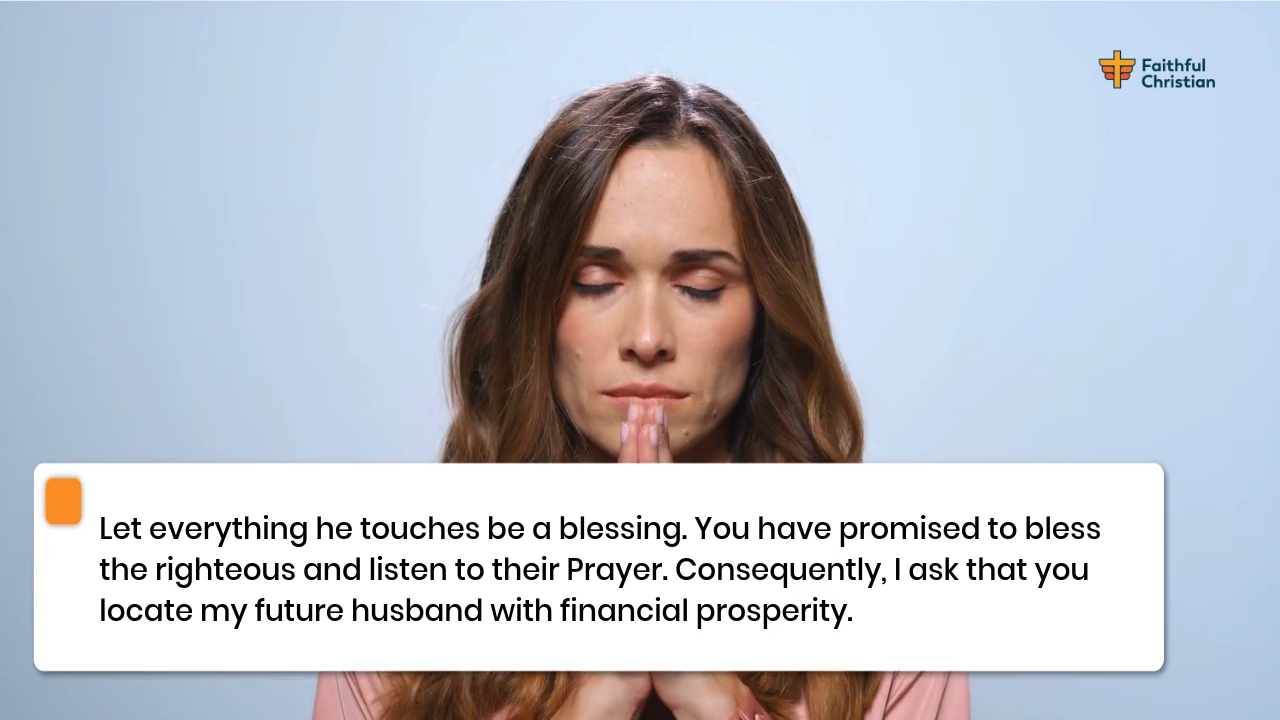 Faithful
Christian
Let everything he touches be a blessing. You have promised to bless
the righteous and listen to their Prayer. Consequently, I ask that you
locate my future husband with financial prosperity.